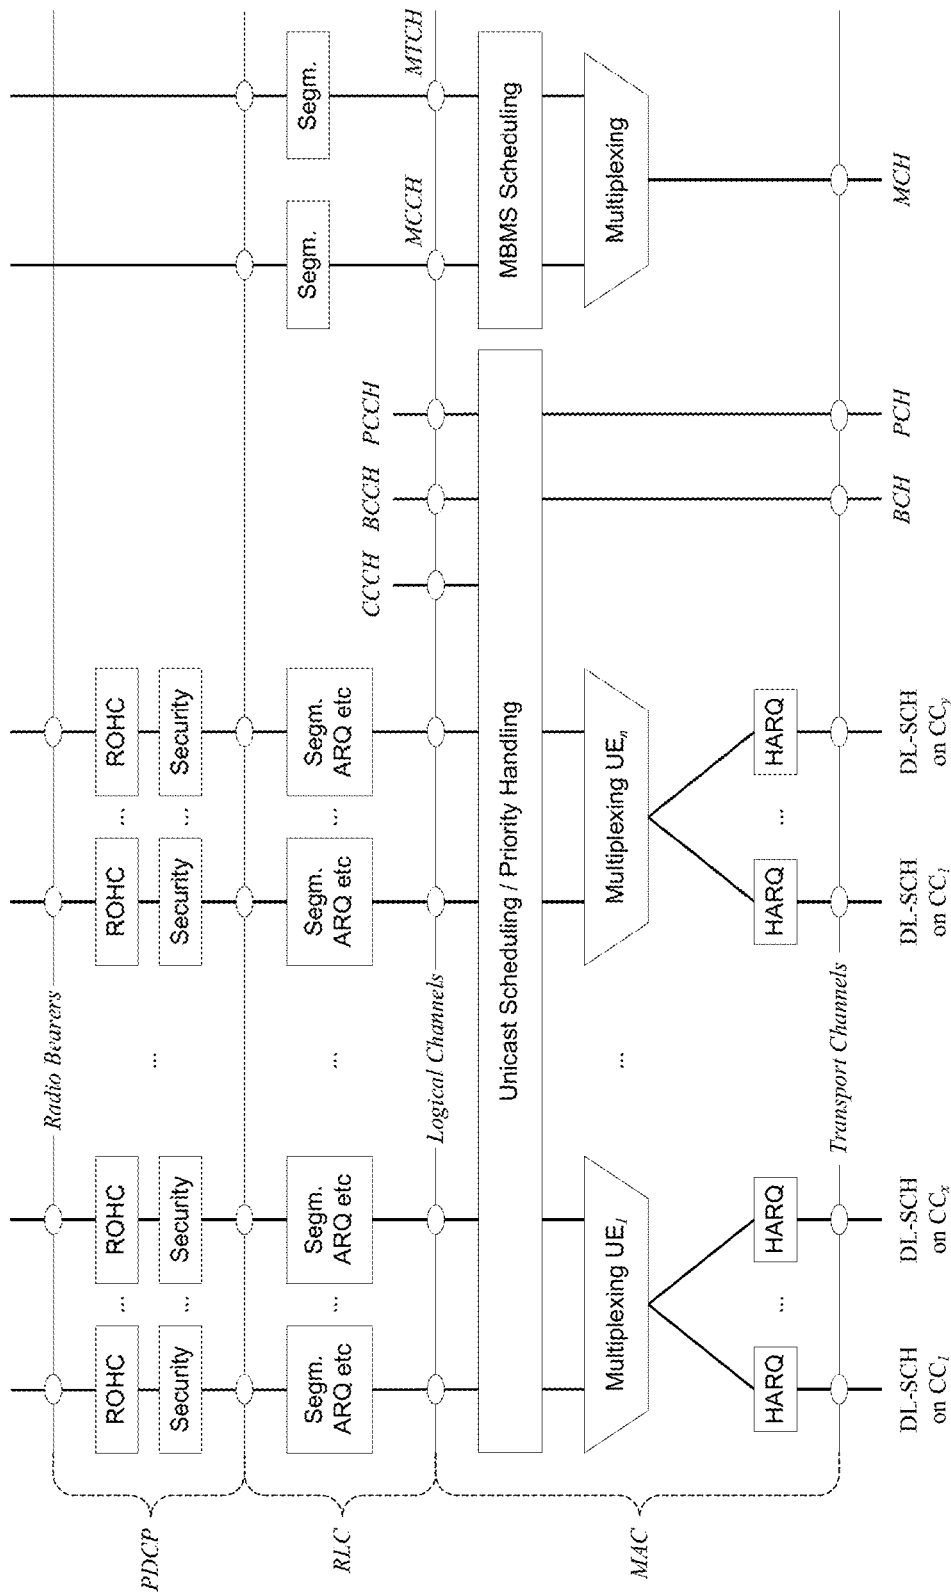 Radio Bearers
ROHC
...
ROHC
ROHC
...
ROHC
PDCP
...
Security
...
Security
Security
...
Security
Segm.
ARQ etc
...
Segm.
ARQ etc
...
Segm.
ARQ etc
...
Segm.
ARQ etc
Segm.
Segm.
RLC
CCCH
BCCH
PCCH
MCCH
MTCH
Logical Channels
Unicast Scheduling / Priority Handling
MBMS Scheduling
Multiplexing UE₁
...
Multiplexing UEₙ
Multiplexing
MAC
HARQ
...
HARQ
HARQ
...
HARQ
Transport Channels
DL-SCH
on CC₁
DL-SCH
on CCₓ
DL-SCH
on CC₁
DL-SCH
on CCy
BCH
PCH
MCH